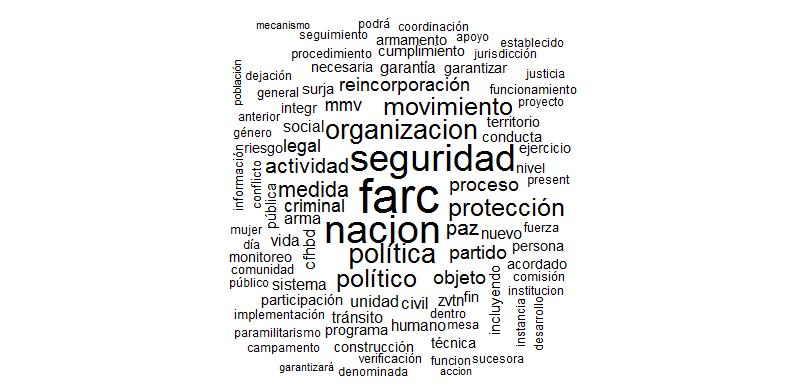 mecanismo podrá coordinación
seguimiento armamento apoyo establecido
procedimiento cumplimiento jurisdicción
necesaria garantía garantizar justicia
población dejación reincorporación funcionamiento
general surja mmv movimiento proyecto
anterior integr organizacion territorio
género social conducta
riesgo legal seguridad ejercicio
información conflicto actividad nivel
pública medida farc proceso present
criminal protección
mujer arma nacion paz nuevo fuerza
día vida cfhbd política partido persona
monitoreo acordado
comunidad político objeto comisión
público sistema incluyendo institucion
participación unidad civil zvtn fin
implementación tránsito dentro instancia desarrollo
paramilitarismo programa humano mesa
campamento construcción técnica
verificación funcion sucesora
garantizará denominada accion